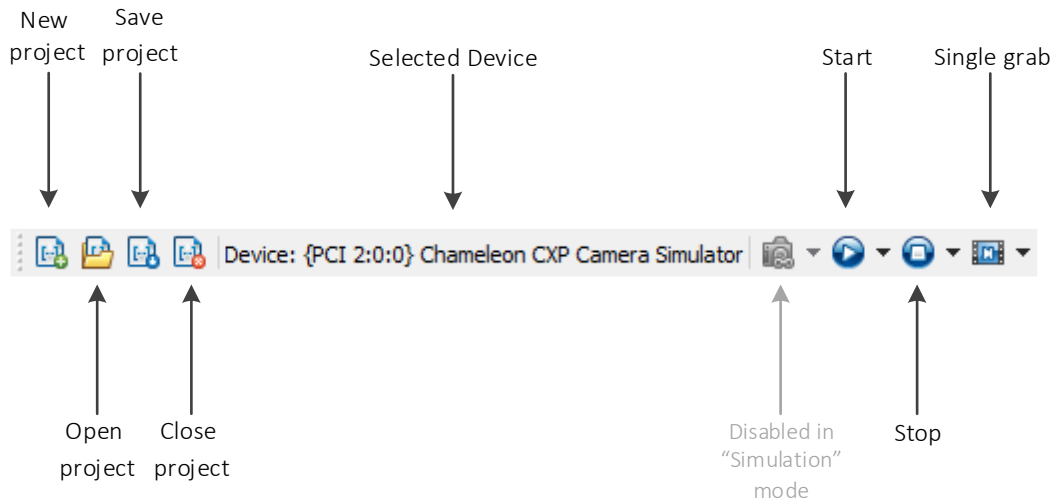 New
project
Save
project
Selected Device
Start
Single grab
Device: {PCI 2:0:0} Chameleon CXP Camera Simulator
Open
project
Close
project
Disabled in
“Simulation”
mode
Stop